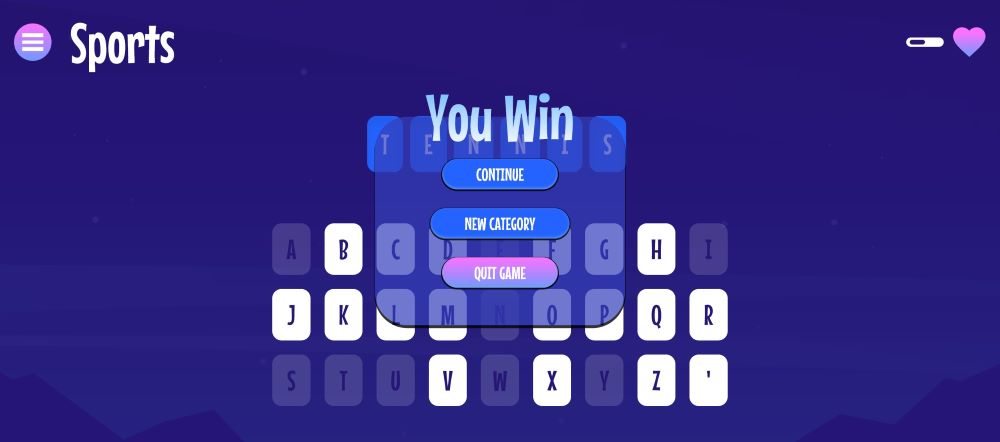 Sports
You Win
T E N N I S
CONTINUE
NEW CATEGORY
A B C D E F G H I
QUIT GAME
J K L M N O P Q R
S T U V W X Y Z '